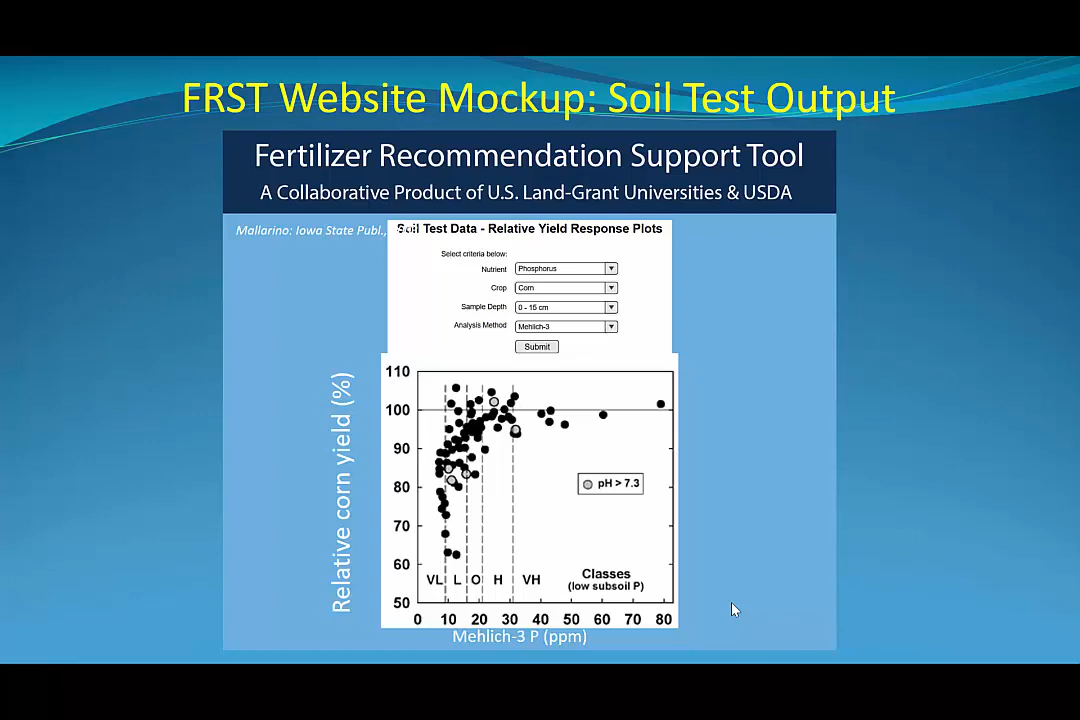 FRST Website Mockup: Soil Test Output
Fertilizer Recommendation Support Tool
A Collaborative Product of U.S. Land-Grant Universities & USDA
Mallarino: Iowa State Publ.,
Soil Test Data - Relative Yield Response Plots
Select criteria below:
Nutrient Phosphorus
Crop Corn
Sample Depth 0 - 15 cm
Analysis Method Mehlich-3
Submit
Relative corn yield (%)
110
100
90
80
70
60
50
pH > 7.3
VL L O H VH
Classes
(low subsoil P)
0 10 20 30 40 50 60 70 80
Mehlich-3 P (ppm)